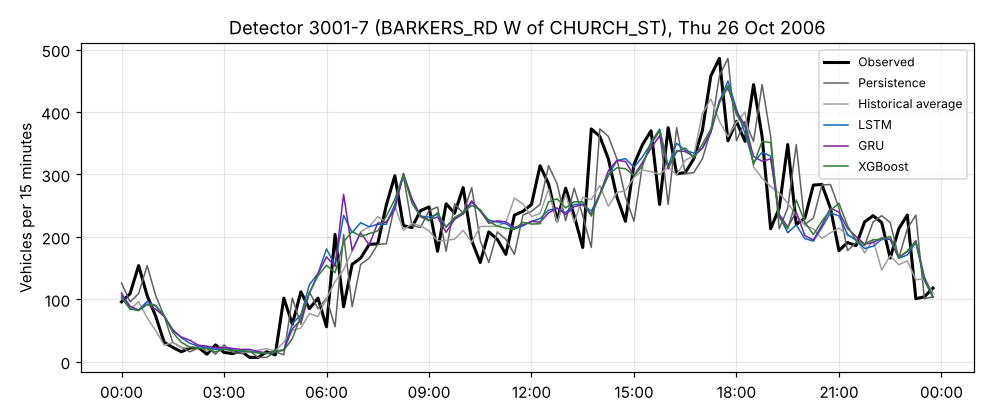 Detector 3001-7 (BARKERS_RD W of CHURCH_ST), Thu 26 Oct 2006
Vehicles per 15 minutes
500
400
300
200
100
0
00:00 03:00 06:00 09:00 12:00 15:00 18:00 21:00 00:00
Observed
Persistence
Historical average
LSTM
GRU
XGBoost